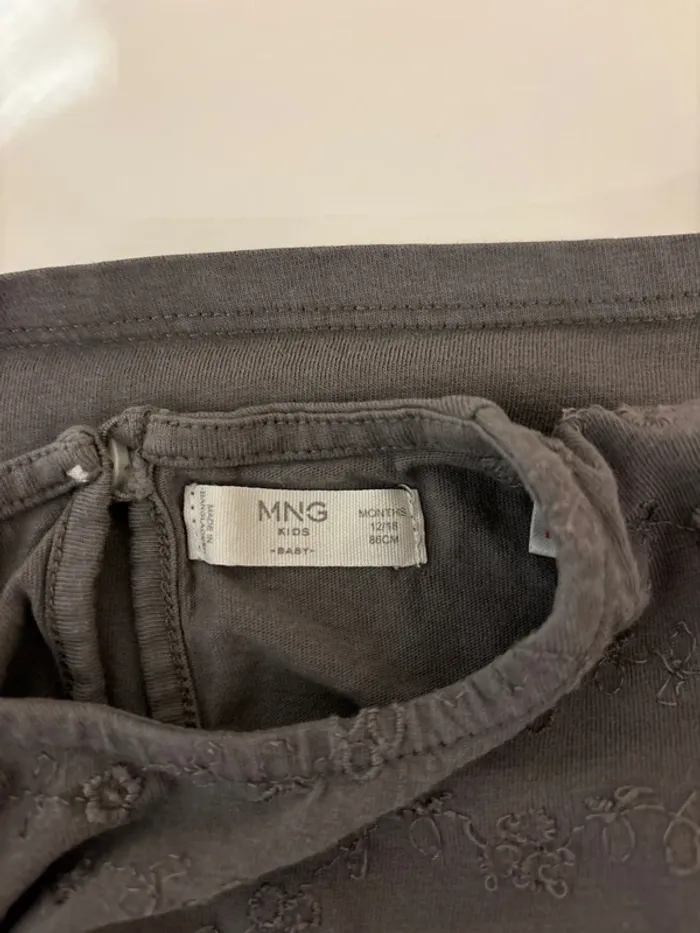 MNG
KIDS
-BABY-
MONTHS
12/18
86CM
MADE IN
BANGLADESH